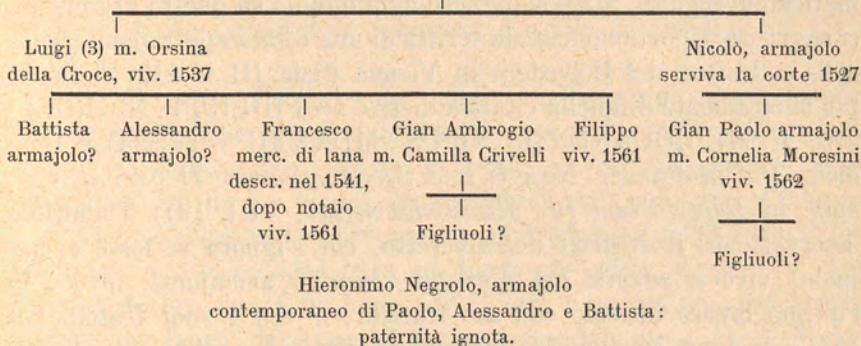 Luigi (3) m. Orsina
della Croce, viv. 1537
Nicolò, armajolo
serviva la corte 1527
Battista
armajolo?
Alessandro
armajolo?
Francesco
merc. di lana
descr. nel 1541,
dopo notaio
viv. 1561
Gian Ambrogio
m. Camilla Crivelli
Figliuoli?
Filippo
viv. 1561
Gian Paolo armajolo
m. Cornelia Moresini
viv. 1562
Figliuoli?
Hieronimo Negrolo, armajolo
contemporaneo di Paolo, Alessandro e Battista:
paternità ignota.